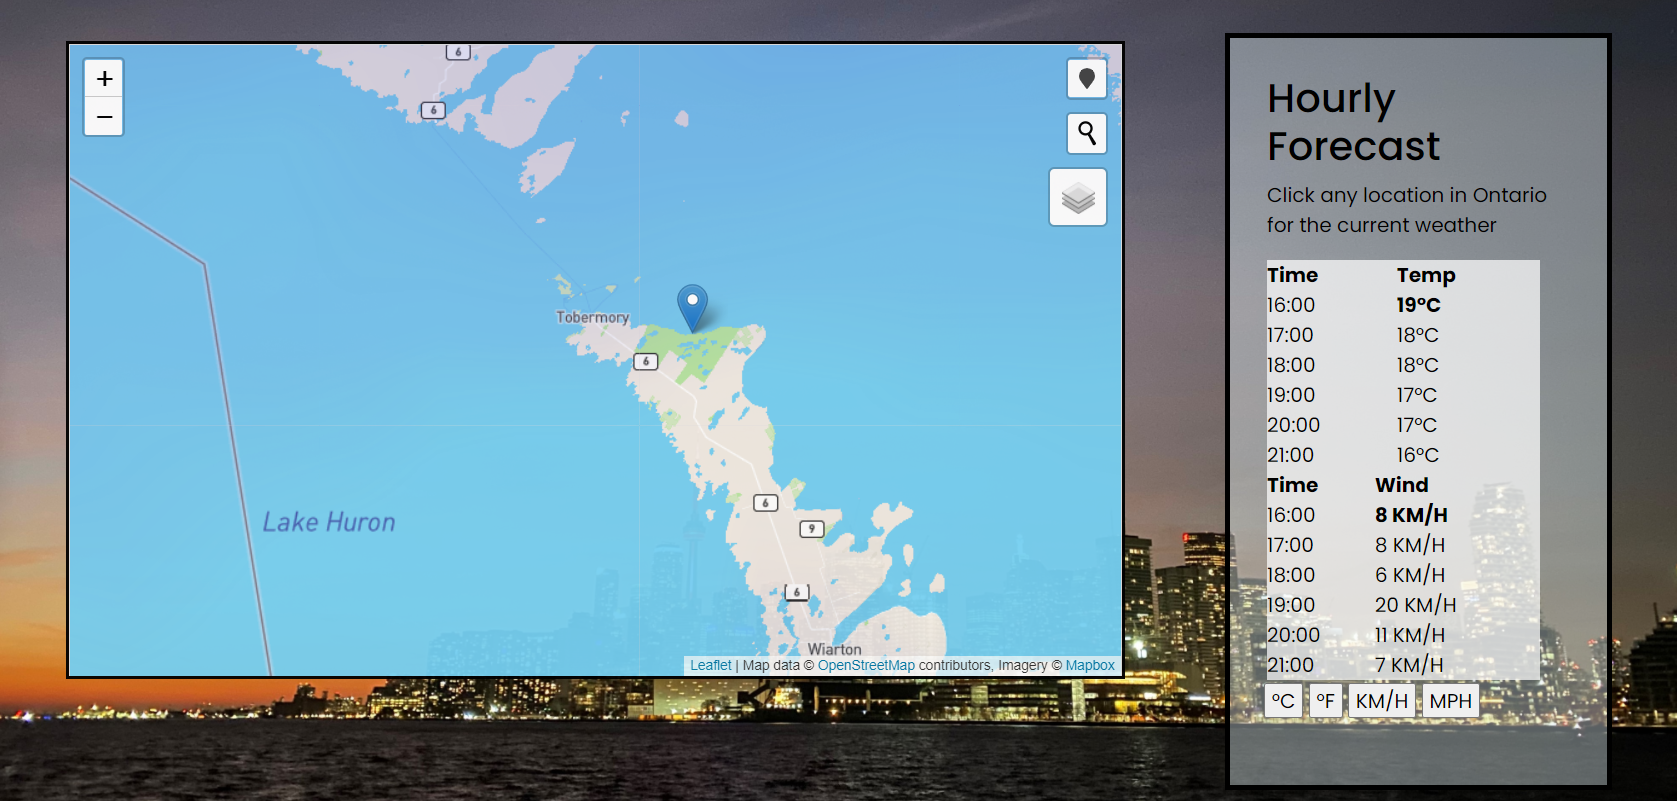 +
−
6
6
Tobermory
6
6
9
6
Lake Huron
Wiarton
Leaflet | Map data © OpenStreetMap contributors, Imagery © Mapbox
Hourly
Forecast
Click any location in Ontario
for the current weather
Time Temp
16:00 19°C
17:00 18°C
18:00 18°C
19:00 17°C
20:00 17°C
21:00 16°C
Time Wind
16:00 8 KM/H
17:00 8 KM/H
18:00 6 KM/H
19:00 20 KM/H
20:00 11 KM/H
21:00 7 KM/H
°C °F KM/H MPH